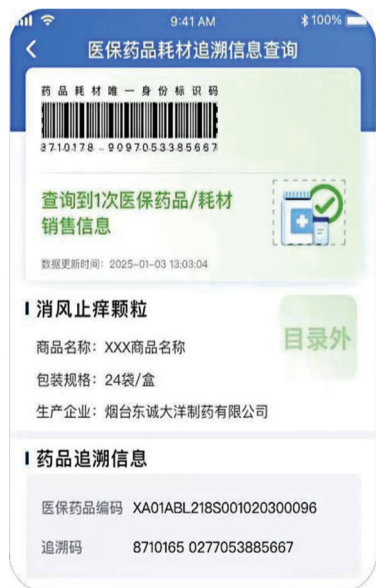 9:41 AM
100%
医保药品耗材追溯信息查询
药品耗材唯一身份标识码
8710178-9097053385667
查询到1次医保药品/耗材
销售信息
数据更新时间：2025-01-03 13:03:04
消风止痒颗粒
目录外
商品名称：XXX商品名称
包装规格：24袋/盒
生产企业：烟台东诚大洋制药有限公司
药品追溯信息
医保药品编码 XA01ABL218S001020300096
追溯码 8710165 0277053885667